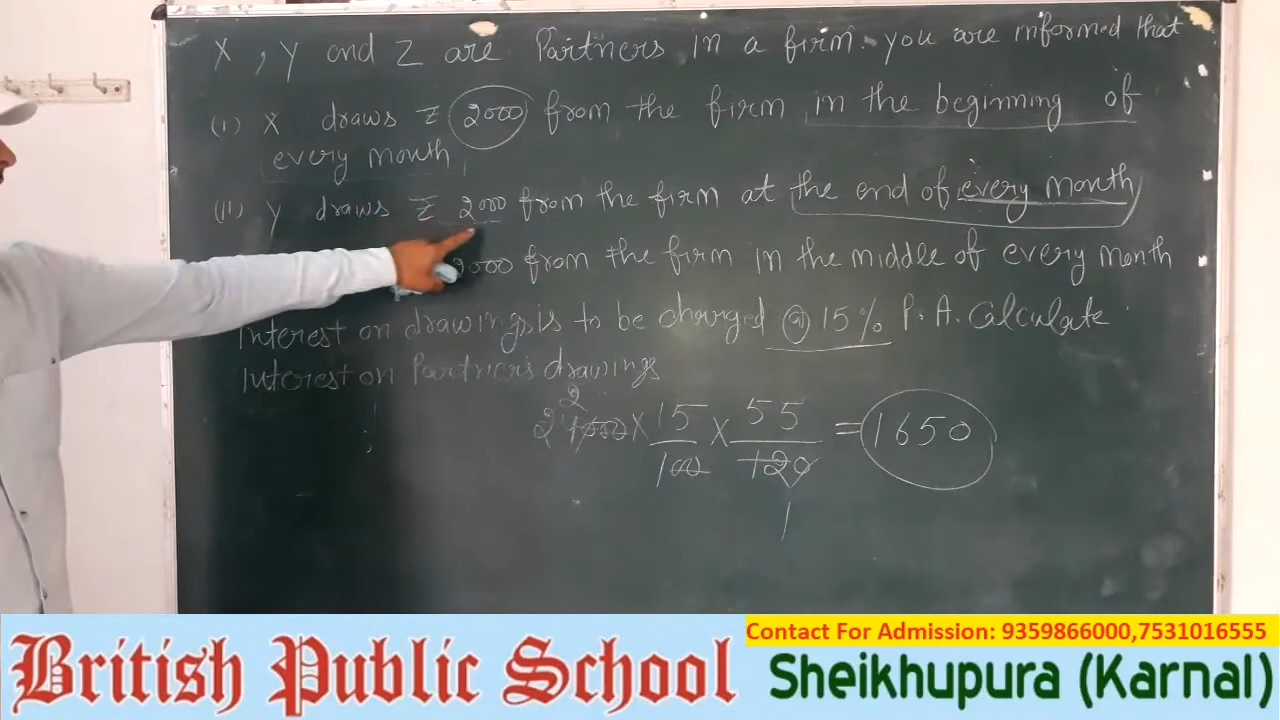 X, Y and Z are Partners in a firm. you are informed that
(I) X draws ₹ 2000 from the firm in the beginning of
every month
(II) Y draws ₹ 2000 from the firm at the end of every month
2000 from the firm in the middle of every month
Interest on drawings is to be charged @ 15% P.A. Calculate
Interest on Partner's drawings
2
24000 × 15/100 × 55/120 = 1650
1
Contact For Admission: 9359866000,7531016555
British Public School Sheikhupura (Karnal)